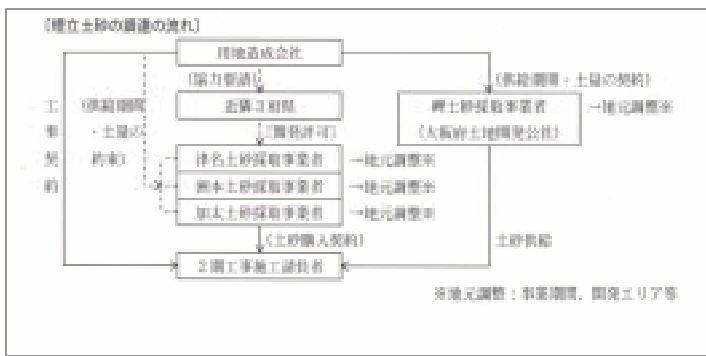 [埋立土砂の調達の流れ]
用地造成会社
(協力要請)
(供給期間・土量の契約)
工事契約
(供給期間
・土量の
約束)
近隣3府県
岬土砂採取事業者
(大阪府土地開発公社)
→地元調整※
(開発許可)
津名土砂採取事業者 →地元調整※
洲本土砂採取事業者 →地元調整※
加太土砂採取事業者 →地元調整※
(土砂購入契約)
土砂供給
2期工事施工請負者
※地元調整:事業期間、開発エリア等